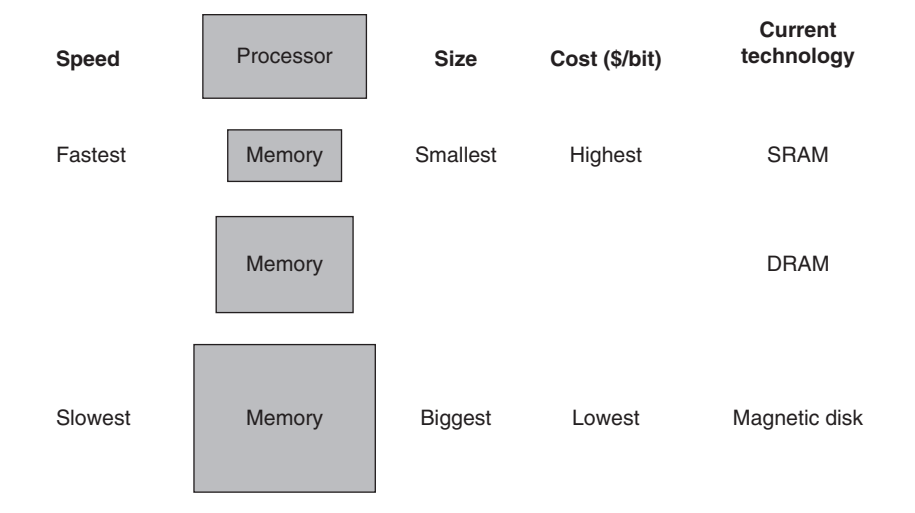 Speed
Processor
Size
Cost ($/bit)
Current
technology
Fastest
Memory
Smallest
Highest
SRAM
Memory
DRAM
Slowest
Memory
Biggest
Lowest
Magnetic disk